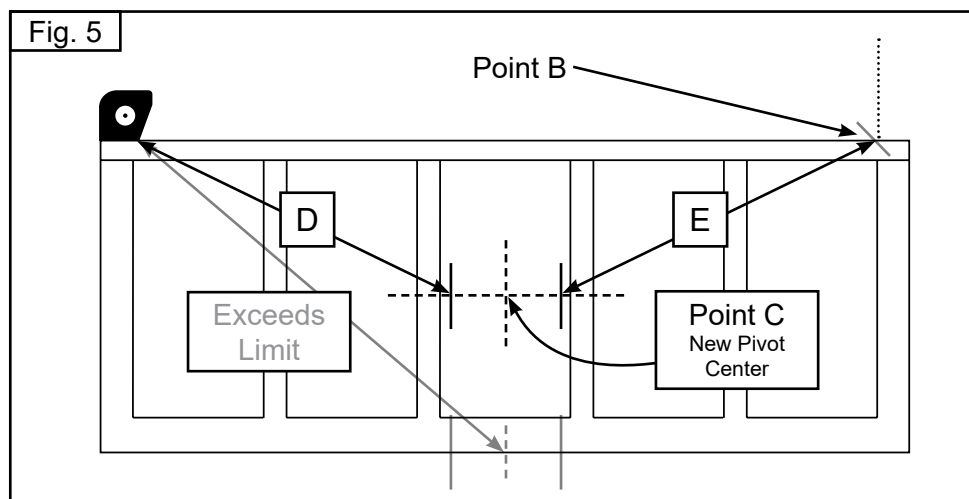 Fig. 5
Point B
D
E
Exceeds
Limit
Point C
New Pivot
Center